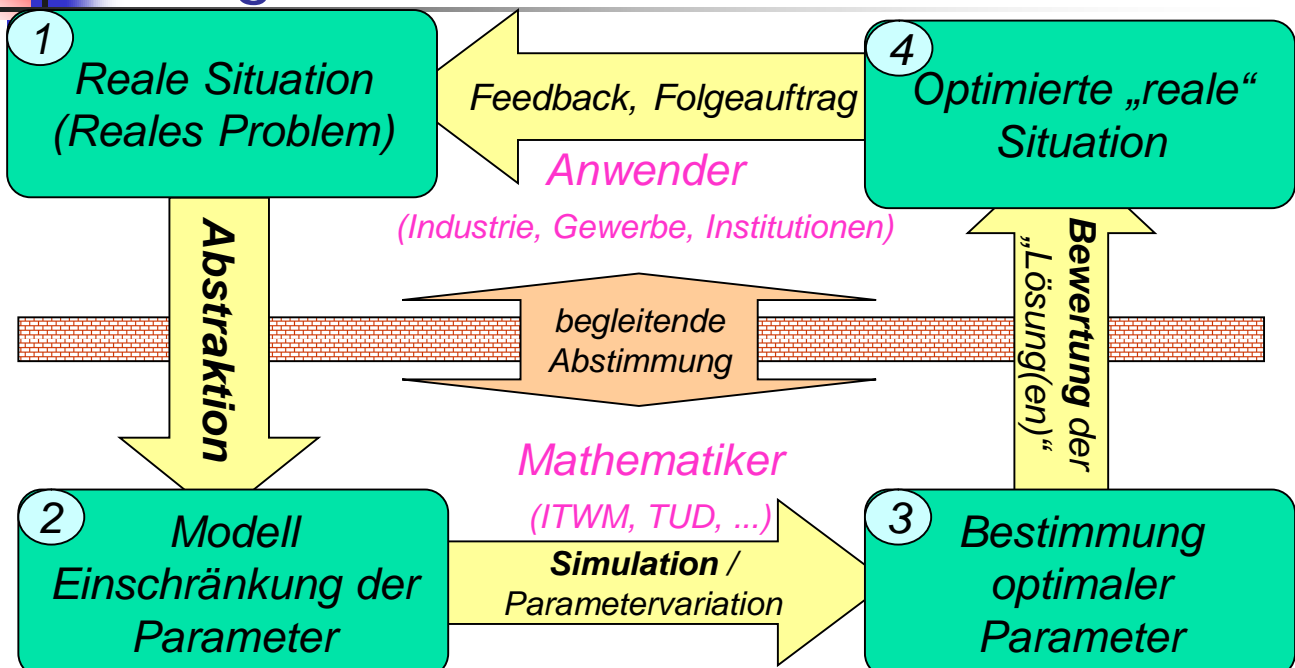 1
Reale Situation
(Reales Problem)
Feedback, Folgeauftrag
4
Optimierte „reale“
Situation
Anwender
(Industrie, Gewerbe, Institutionen)
Abstraktion
begleitende
Abstimmung
Bewertung der
„Lösung(en)“
Mathematiker
(ITWM, TUD, ...)
2
Modell
Einschränkung der
Parameter
Simulation /
Parametervariation
3
Bestimmung
optimaler
Parameter